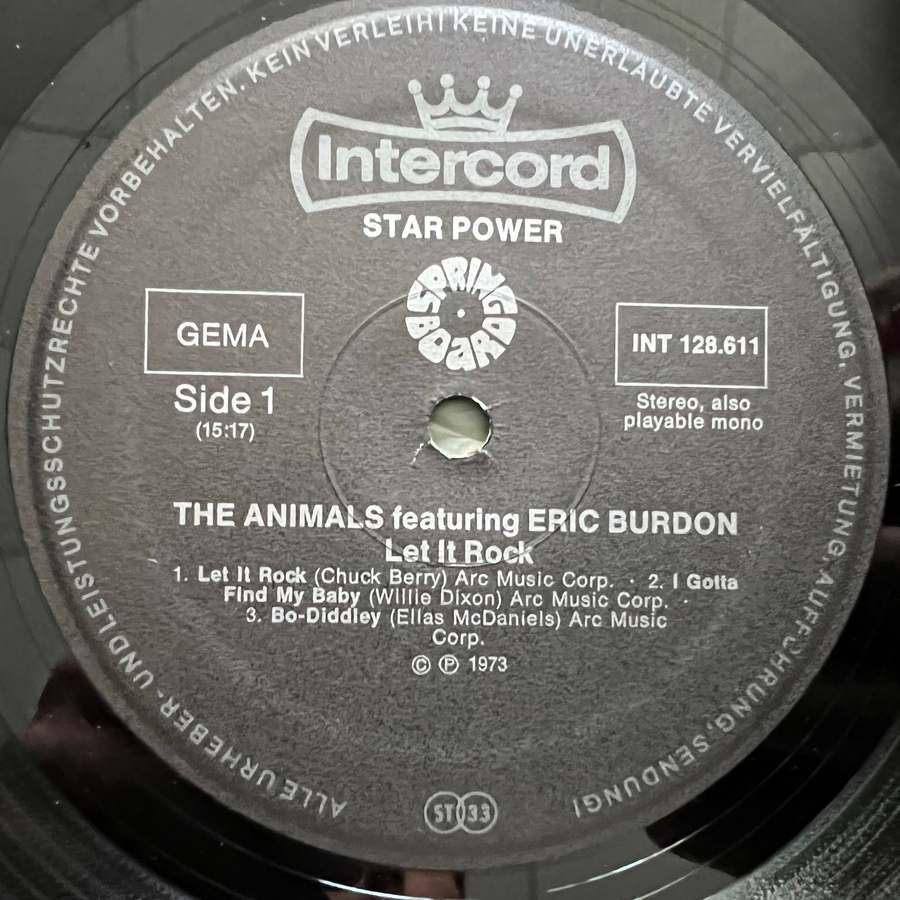 ALLE URHEBER- UND LEISTUNGSSCHUTZRECHTE VORBEHALTEN. KEIN VERLEIH! KEINE UNERLAUBTE VERVIELFÄLTIGUNG, VERMIETUNG, AUFFÜHRUNG, SENDUNG!
Intercord
STAR POWER
SPRINGBOARD
GEMA
INT 128.611
Side 1
(15:17)
Stereo, also
playable mono
THE ANIMALS featuring ERIC BURDON
Let It Rock
1. Let It Rock (Chuck Berry) Arc Music Corp. · 2. I Gotta
Find My Baby (Willie Dixon) Arc Music Corp. ·
3. Bo-Diddley (Ellas McDaniels) Arc Music
Corp.
© ℗ 1973
ST 33